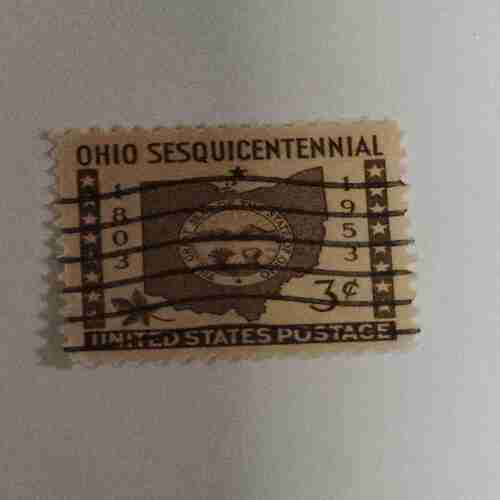 OHIO SESQUICENTENNIAL
1803
1953
3¢
UNITED STATES POSTAGE